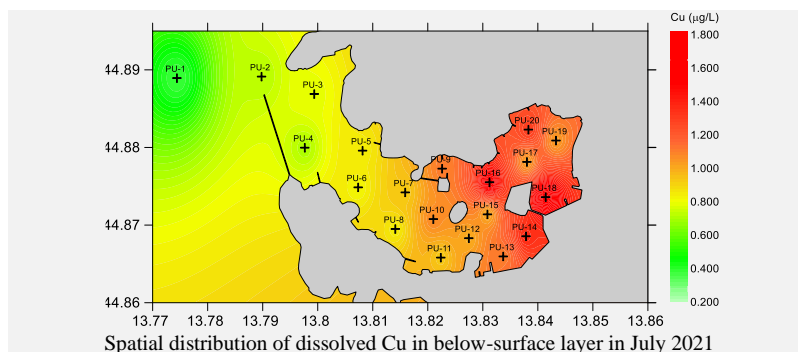 Cu (µg/L)
1.800
1.600
1.400
1.200
1.000
0.800
0.600
0.400
0.200
44.89
44.88
44.87
44.86
PU-1
PU-2
PU-3
PU-4
PU-5
PU-6
PU-7
PU-8
PU-9
PU-10
PU-11
PU-12
PU-13
PU-14
PU-15
PU-16
PU-17
PU-18
PU-19
PU-20
13.77 13.78 13.79 13.8 13.81 13.82 13.83 13.84 13.85 13.86
Spatial distribution of dissolved Cu in below-surface layer in July 2021